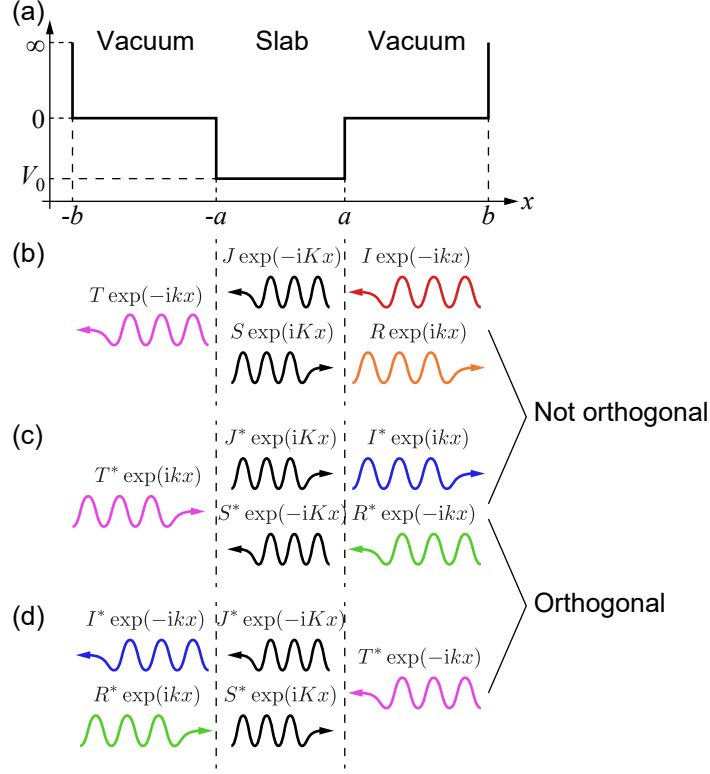 (a)
Vacuum Slab Vacuum
∞
0
V₀
-b -a a b x
(b)
J exp(−iKx) I exp(−ikx)
T exp(−ikx)
S exp(iKx) R exp(ikx)
Not orthogonal
(c)
J* exp(iKx) I* exp(ikx)
T* exp(ikx)
S* exp(−iKx) R* exp(−ikx)
Orthogonal
(d)
I* exp(−ikx) J* exp(−iKx)
T* exp(−ikx)
R* exp(ikx) S* exp(iKx)